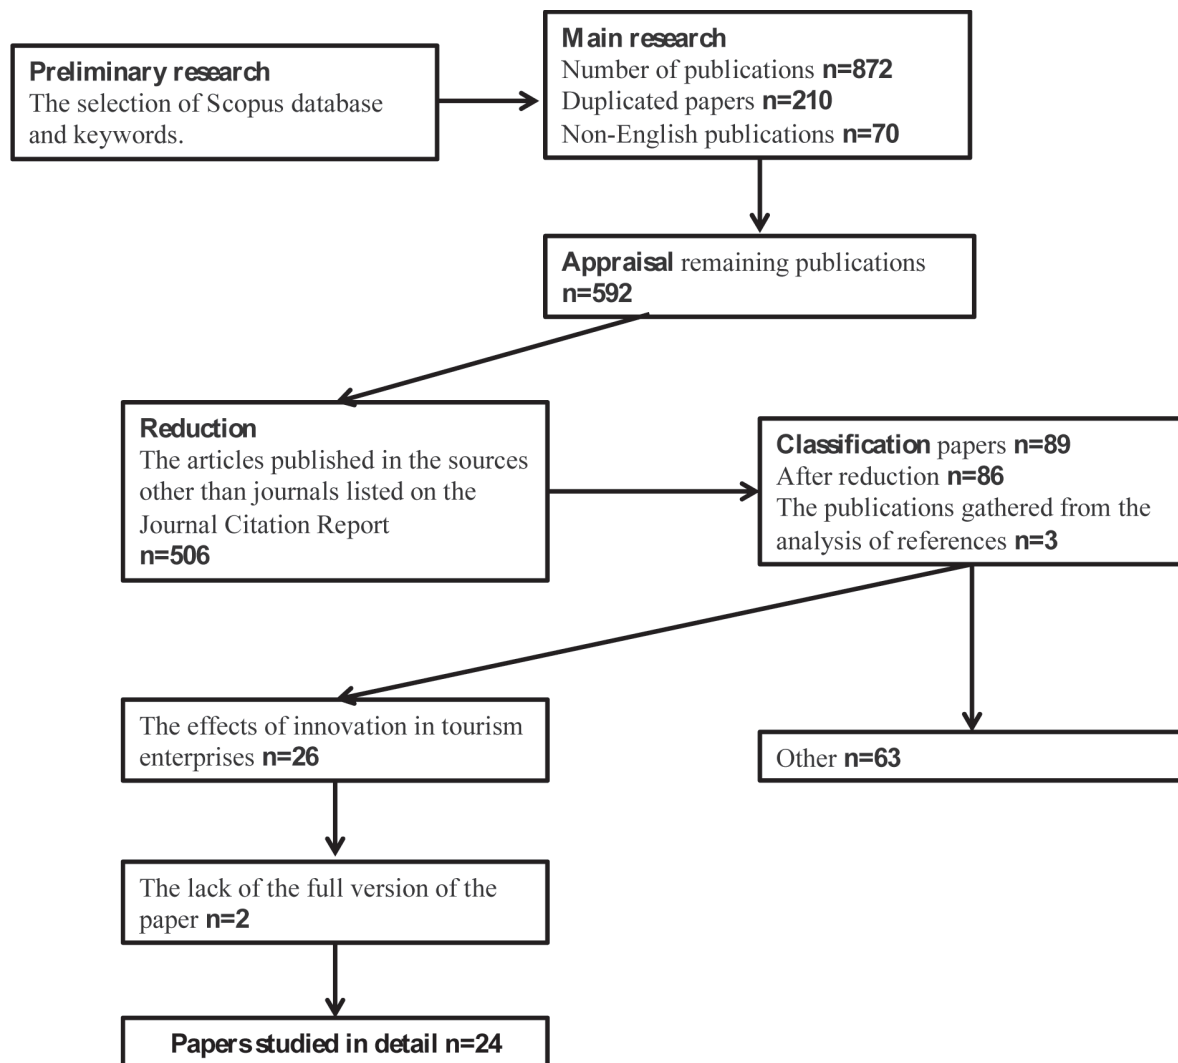 Preliminary research
The selection of Scopus database
and keywords.
Main research
Number of publications n=872
Duplicated papers n=210
Non-English publications n=70
Appraisal remaining publications
n=592
Reduction
The articles published in the sources
other than journals listed on the
Journal Citation Report
n=506
Classification papers n=89
After reduction n=86
The publications gathered from the
analysis of references n=3
The effects of innovation in tourism
enterprises n=26
Other n=63
The lack of the full version of the
paper n=2
Papers studied in detail n=24